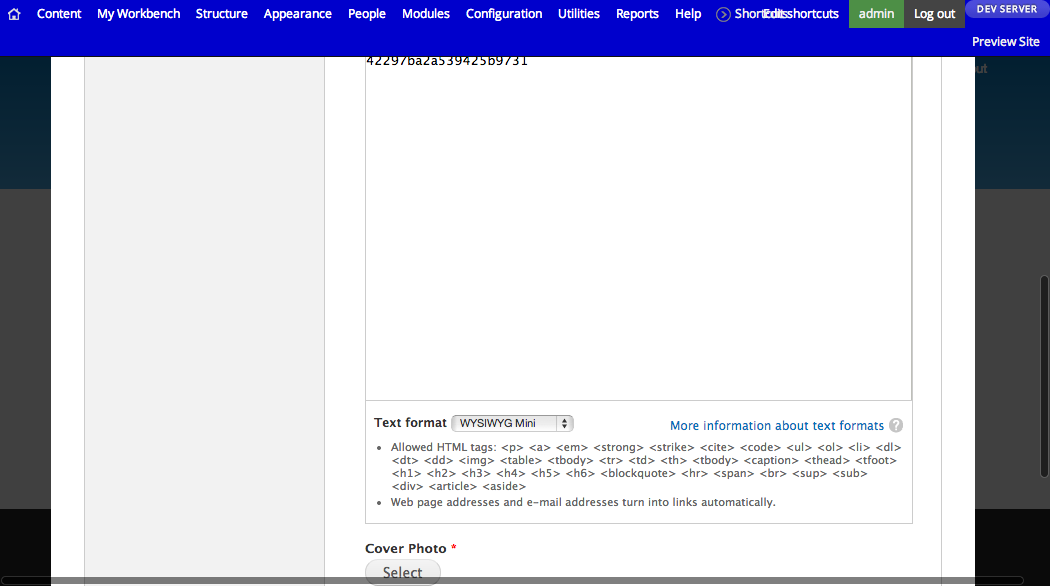 Content My Workbench Structure Appearance People Modules Configuration Utilities Reports Help Shortcuts Edit shortcuts admin Log out DEV SERVER
Preview Site
42297ba2a539425b9731
Text format WYSIWYG Mini More information about text formats ?
Allowed HTML tags: <p> <a> <em> <strong> <strike> <cite> <code> <ul> <ol> <li> <dl>
<dt> <dd> <img> <table> <tbody> <tr> <td> <th> <tbody> <caption> <thead> <tfoot>
<h1> <h2> <h3> <h4> <h5> <h6> <blockquote> <hr> <span> <br> <sup> <sub>
<div> <article> <aside>
Web page addresses and e-mail addresses turn into links automatically.
Cover Photo *
Select